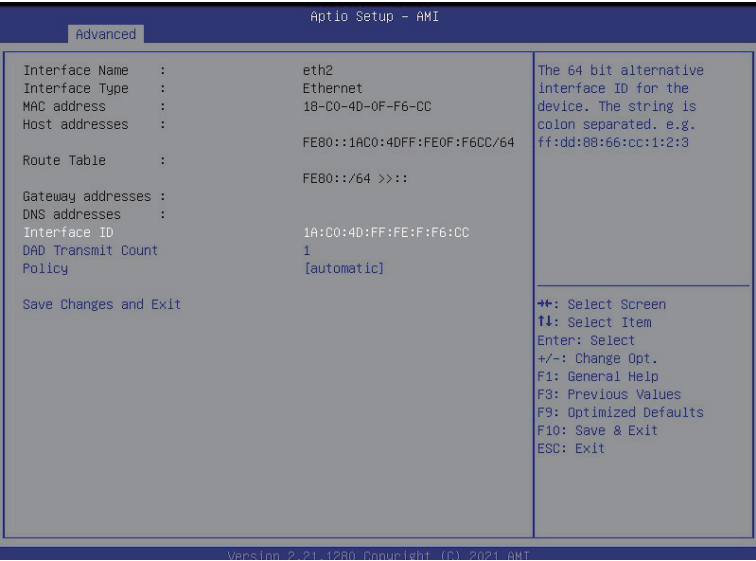 Aptio Setup – AMI
Advanced
Interface Name : eth2
Interface Type : Ethernet
MAC address : 18-C0-4D-0F-F6-CC
Host addresses :
FE80::1AC0:4DFF:FE0F:F6CC/64
Route Table :
FE80::/64 >>::
Gateway addresses :
DNS addresses :
Interface ID 1A:C0:4D:FF:FE:F:F6:CC
DAD Transmit Count 1
Policy [automatic]
Save Changes and Exit
The 64 bit alternative
interface ID for the
device. The string is
colon separated. e.g.
ff:dd:88:66:cc:1:2:3
→←: Select Screen
↑↓: Select Item
Enter: Select
+/-: Change Opt.
F1: General Help
F3: Previous Values
F9: Optimized Defaults
F10: Save & Exit
ESC: Exit
Version 2.21.1280 Copyright (C) 2021 AMI